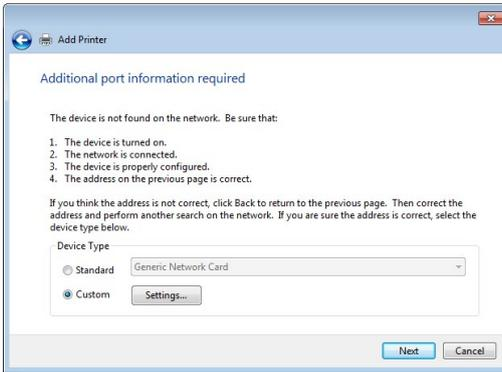 Add Printer
Additional port information required
The device is not found on the network. Be sure that:
1. The device is turned on.
2. The network is connected.
3. The device is properly configured.
4. The address on the previous page is correct.
If you think the address is not correct, click Back to return to the previous page. Then correct the
address and perform another search on the network. If you are sure the address is correct, select the
device type below.
Device Type
Standard Generic Network Card
Custom Settings...
Next Cancel